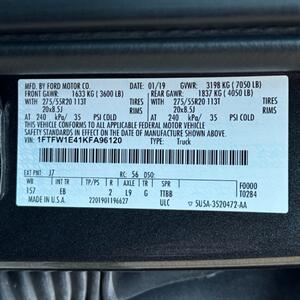 MFD. BY FORD MOTOR CO. 01/19 GVWR: 3198 KG ( 7050 LB)
FRONT GAWR: 1633 KG ( 3600 LB) REAR GAWR: 1837 KG ( 4050 LB)
WITH 275/55R20 113T TIRES WITH 275/55R20 113T TIRES
20x8.5J RIMS 20x8.5J RIMS
AT 240 kPa/ 35 PSI COLD AT 240 kPa/ 35 PSI COLD
THIS VEHICLE CONFORMS TO ALL APPLICABLE FEDERAL MOTOR
VEHICLE SAFETY STANDARDS IN EFFECT ON THE DATE OF MANUFACTURE
SHOWN ABOVE.
VIN: 1FTFW1E41KFA96120 TYPE: Truck
EXT PNT: J7 RC: 56 DSO: F0000
WB INT TR TP/PS R AXLE TR SPR T0284
157 EB 2 L9 G TTBB
MADE IN U.S.A. 2201901196627 ULC 5U5A-3520472-AA